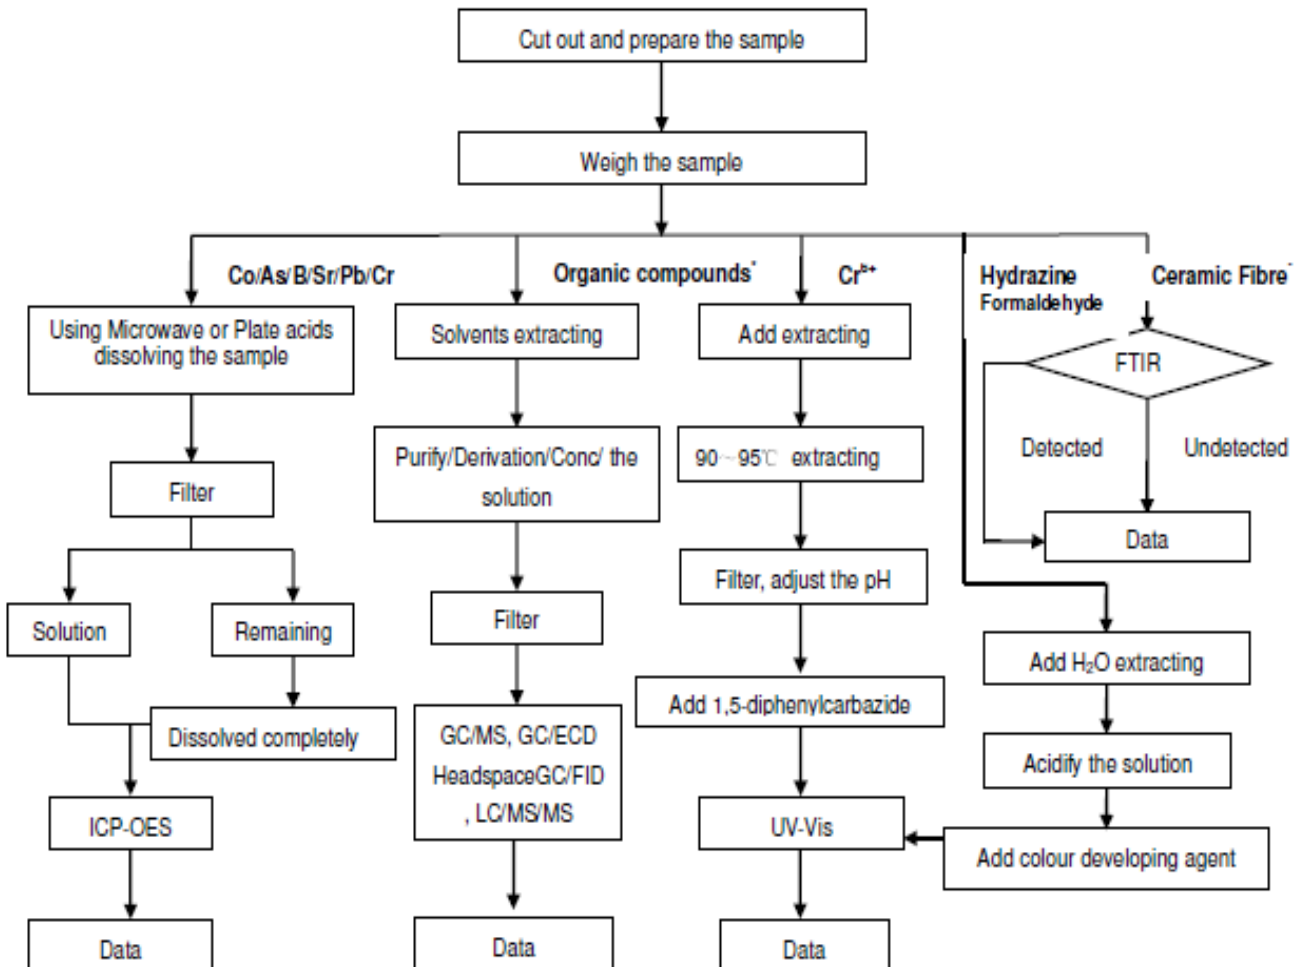 Cut out and prepare the sample
Weigh the sample
Co/As/B/Sr/Pb/Cr
Organic compounds*
Cr⁶⁺
Hydrazine
Formaldehyde
Ceramic Fibre*
Using Microwave or Plate acids
dissolving the sample
Solvents extracting
Add extracting
FTIR
Detected
Undetected
Data
Filter
Purify/Derivation/Conc/ the
solution
90~95℃ extracting
Filter, adjust the pH
Solution
Remaining
Filter
Add H₂O extracting
Dissolved completely
GC/MS, GC/ECD
HeadspaceGC/FID
, LC/MS/MS
Add 1,5-diphenylcarbazide
Acidify the solution
ICP-OES
UV-Vis
Add colour developing agent
Data
Data
Data